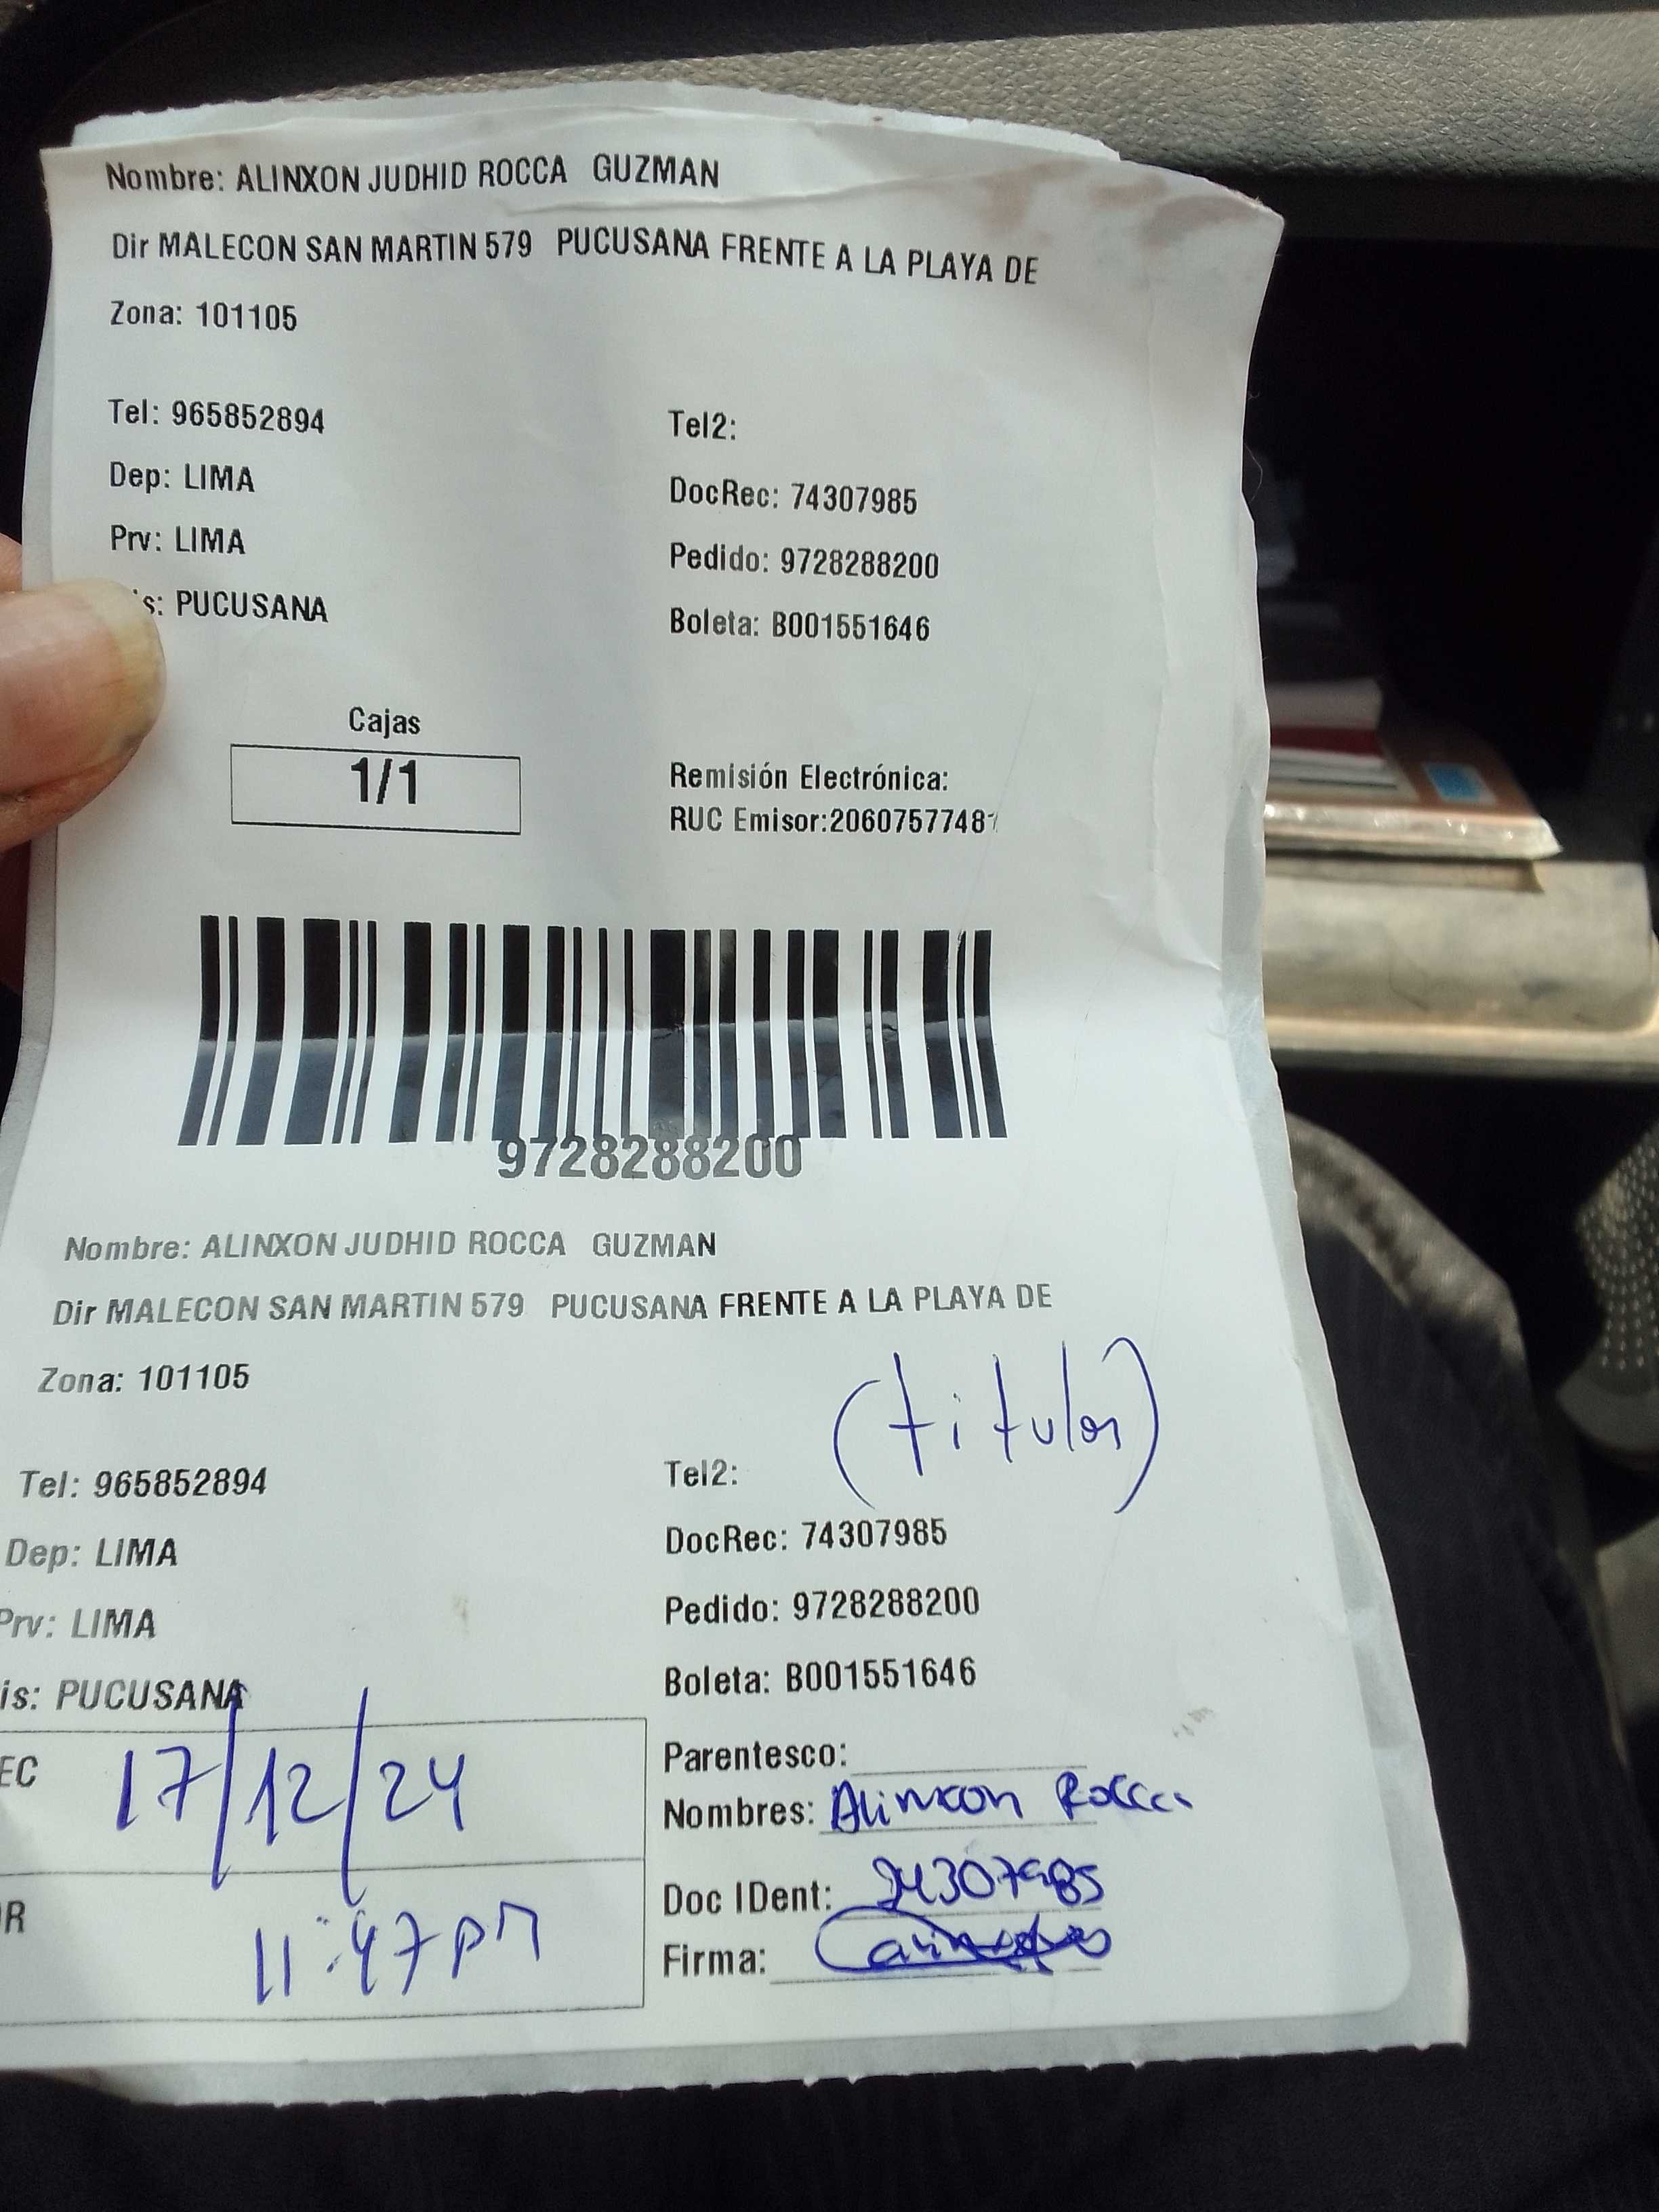 Nombre: ALINXON JUDHID ROCCA GUZMAN
Dir MALECON SAN MARTIN 579 PUCUSANA FRENTE A LA PLAYA DE
Zona: 101105
Tel: 965852894
Tel2:
Dep: LIMA
DocRec: 74307985
Prv: LIMA
Pedido: 9728288200
s: PUCUSANA
Boleta: B001551646
Cajas
1/1
Remisión Electrónica:
RUC Emisor:2060757748
9728288200
Nombre: ALINXON JUDHID ROCCA GUZMAN
Dir MALECON SAN MARTIN 579 PUCUSANA FRENTE A LA PLAYA DE
Zona: 101105
(titular)
Tel: 965852894
Tel2:
Dep: LIMA
DocRec: 74307985
Prv: LIMA
Pedido: 9728288200
is: PUCUSANA
Boleta: B001551646
EC 17/12/24
Parentesco:
Nombres: Alinxon Rocca
Doc IDent: 74307985
R 11:47 pm
Firma: